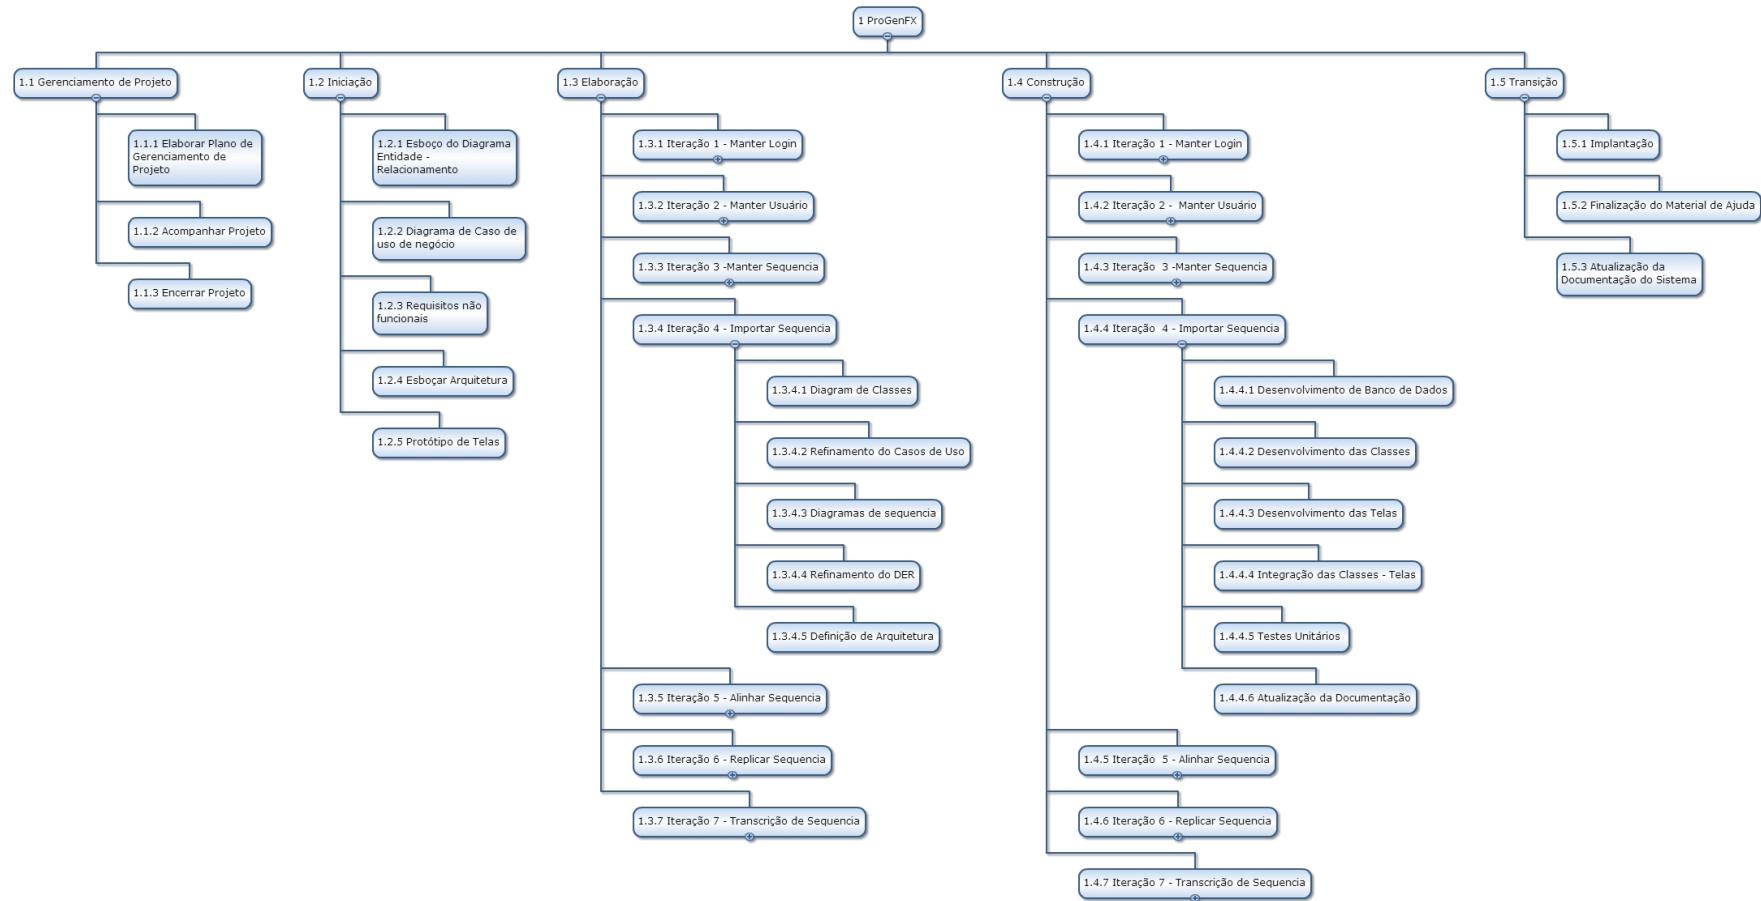 1 ProGenFX
1.1 Gerenciamento de Projeto
1.1.1 Elaborar Plano de
Gerenciamento de
Projeto
1.1.2 Acompanhar Projeto
1.1.3 Encerrar Projeto
1.2 Iniciação
1.2.1 Esboço do Diagrama
Entidade -
Relacionamento
1.2.2 Diagrama de Caso de
uso de negócio
1.2.3 Requisitos não
funcionais
1.2.4 Esboçar Arquitetura
1.2.5 Protótipo de Telas
1.3 Elaboração
1.3.1 Iteração 1 - Manter Login
1.3.2 Iteração 2 - Manter Usuário
1.3.3 Iteração 3 -Manter Sequencia
1.3.4 Iteração 4 - Importar Sequencia
1.3.4.1 Diagram de Classes
1.3.4.2 Refinamento do Casos de Uso
1.3.4.3 Diagramas de sequencia
1.3.4.4 Refinamento do DER
1.3.4.5 Definição de Arquitetura
1.3.5 Iteração 5 - Alinhar Sequencia
1.3.6 Iteração 6 - Replicar Sequencia
1.3.7 Iteração 7 - Transcrição de Sequencia
1.4 Construção
1.4.1 Iteração 1 - Manter Login
1.4.2 Iteração 2 -  Manter Usuário
1.4.3 Iteração  3 -Manter Sequencia
1.4.4 Iteração  4 - Importar Sequencia
1.4.4.1 Desenvolvimento de Banco de Dados
1.4.4.2 Desenvolvimento das Classes
1.4.4.3 Desenvolvimento das Telas
1.4.4.4 Integração das Classes - Telas
1.4.4.5 Testes Unitários
1.4.4.6 Atualização da Documentação
1.4.5 Iteração  5 - Alinhar Sequencia
1.4.6 Iteração 6 - Replicar Sequencia
1.4.7 Iteração 7 - Transcrição de Sequencia
1.5 Transição
1.5.1 Implantação
1.5.2 Finalização do Material de Ajuda
1.5.3 Atualização da
Documentação do Sistema